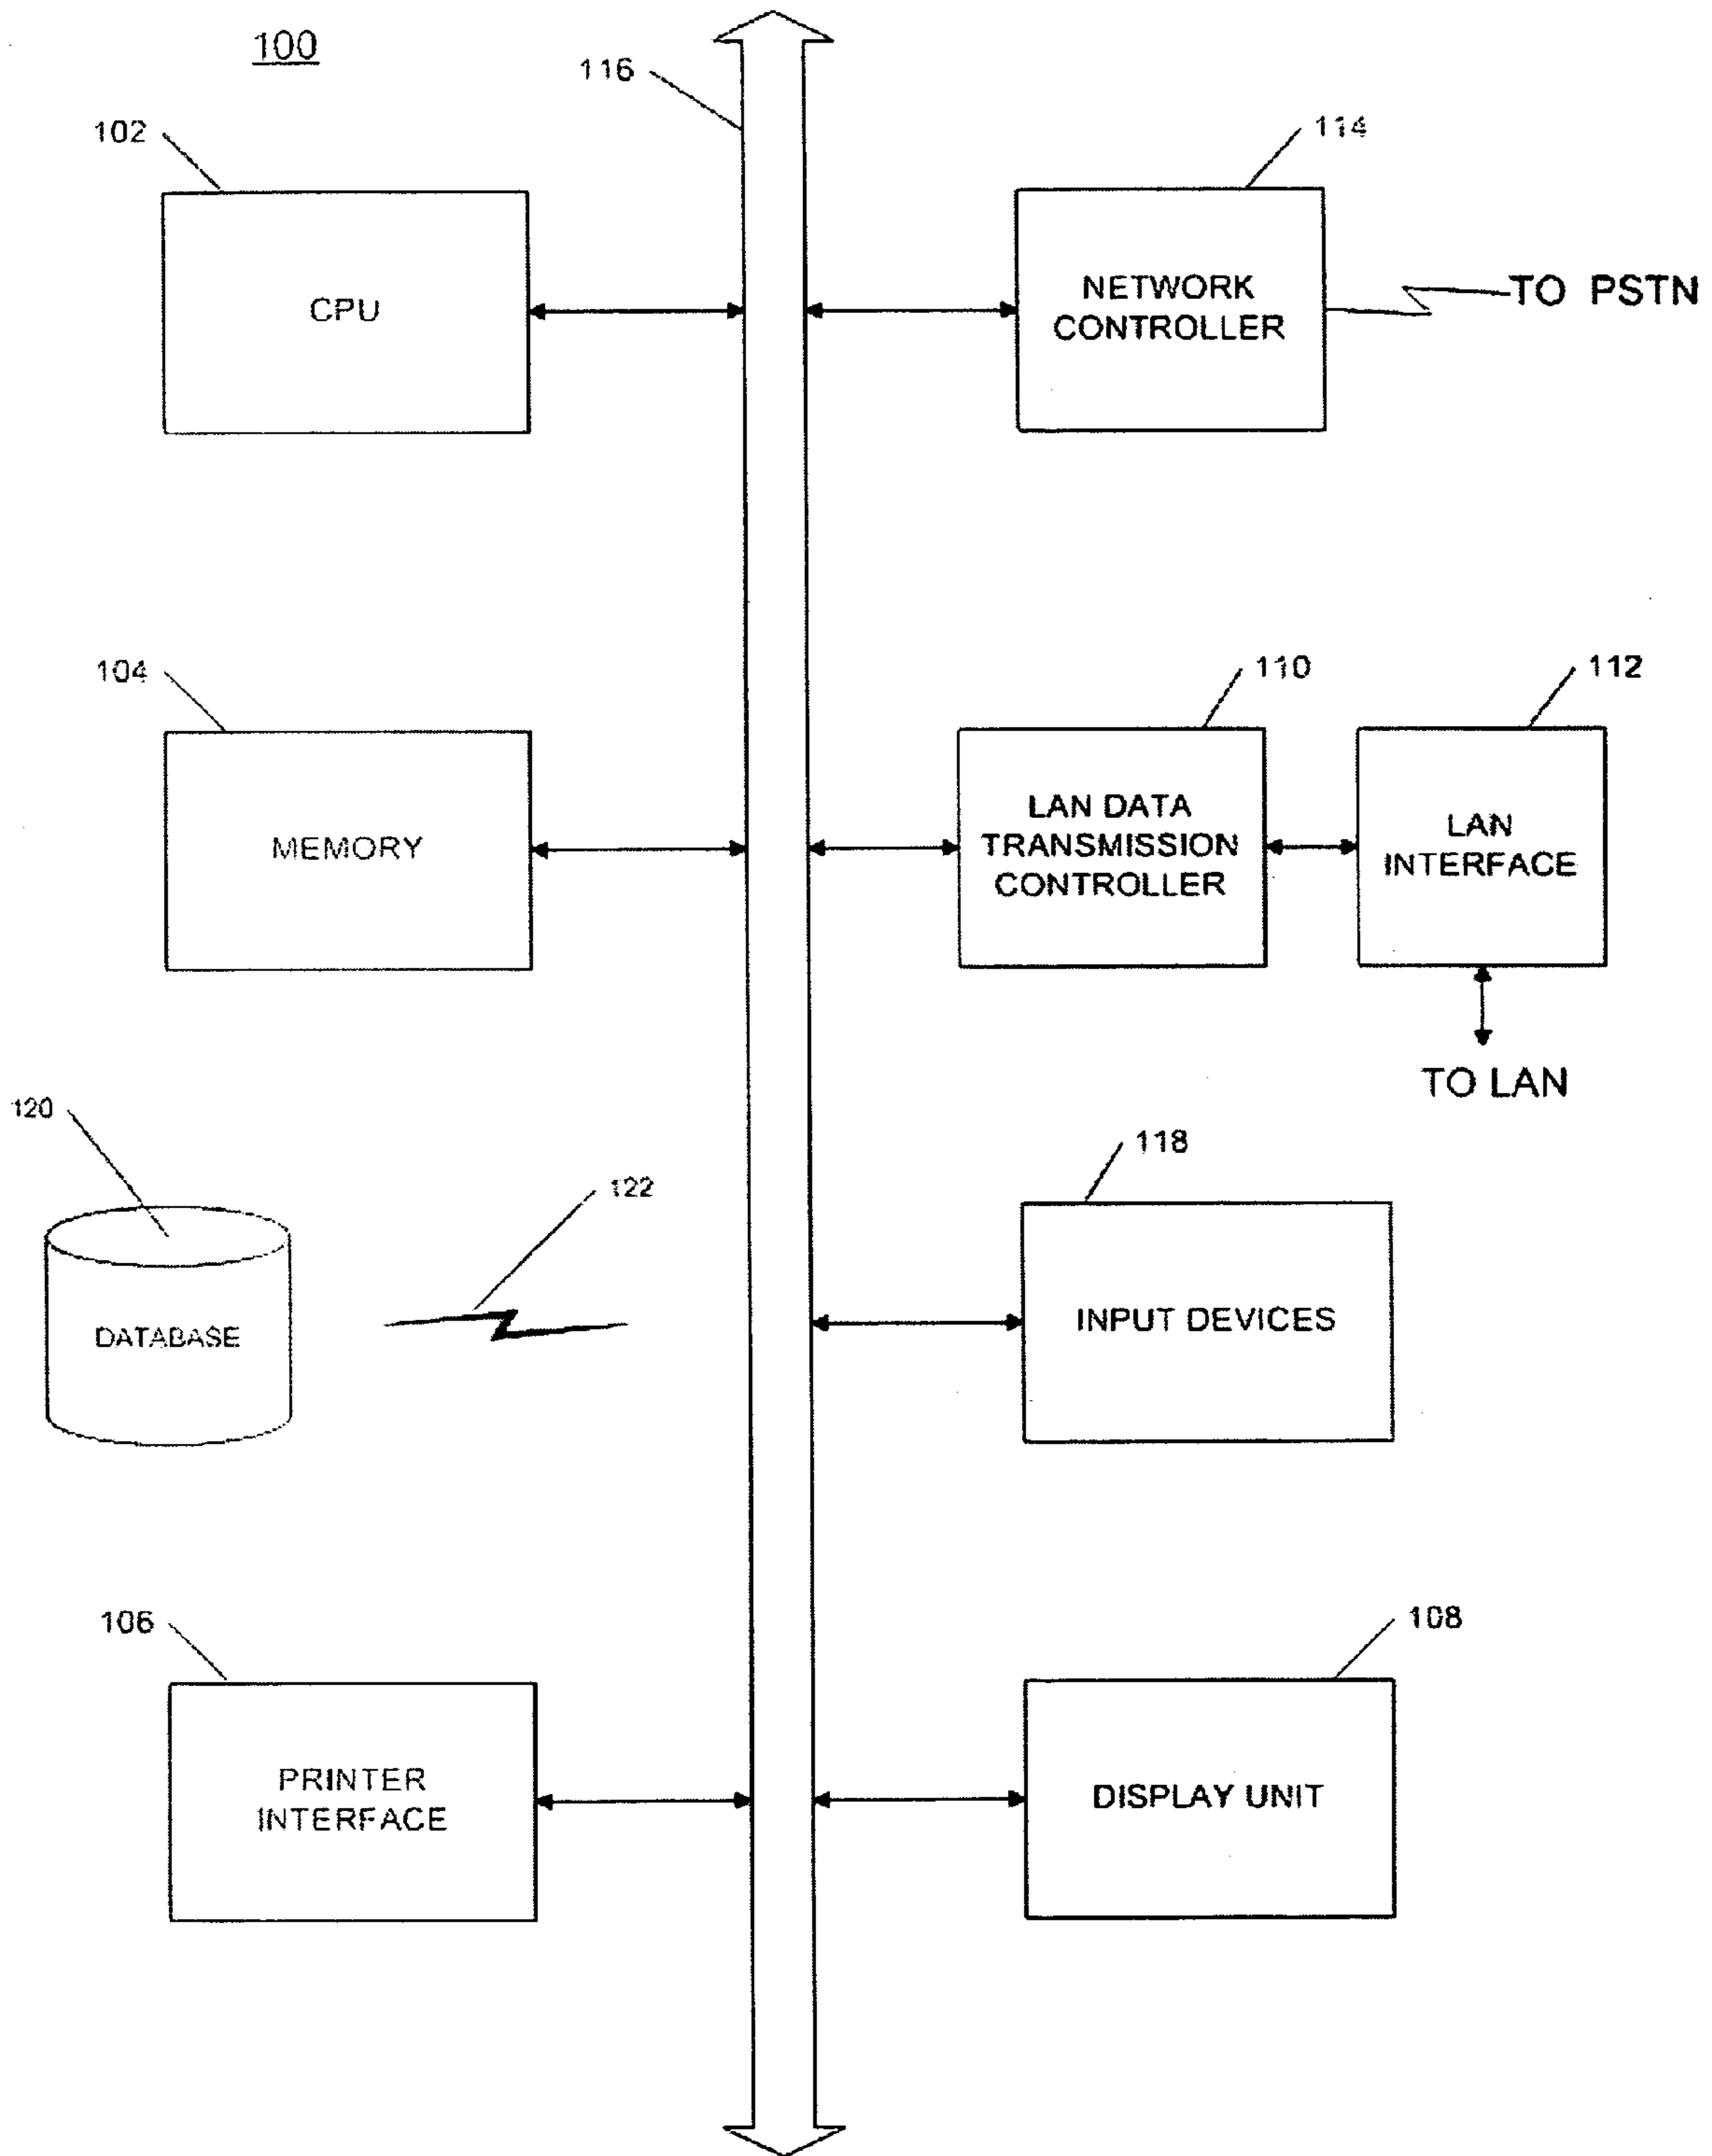 100
116
102
114
CPU
NETWORK
CONTROLLER
TO PSTN
104
110
112
MEMORY
LAN DATA
TRANSMISSION
CONTROLLER
LAN
INTERFACE
TO LAN
120
122
118
DATABASE
INPUT DEVICES
106
108
PRINTER
INTERFACE
DISPLAY UNIT